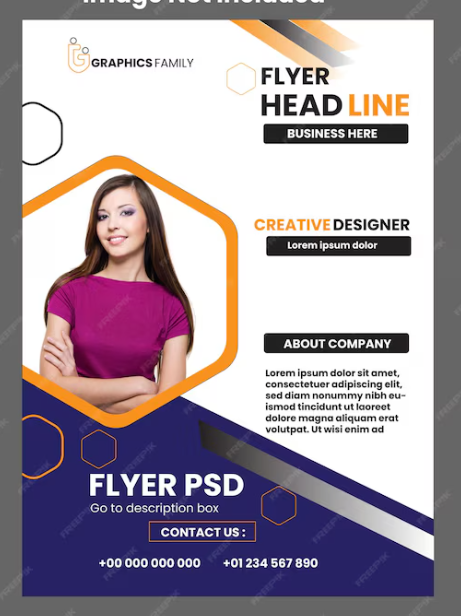 Image Not Included
GRAPHICSFAMILY
FLYER
HEAD LINE
BUSINESS HERE
CREATIVE DESIGNER
Lorem ipsum dolor
ABOUT COMPANY
Lorem ipsum dolor sit amet,
consectetuer adipiscing elit,
sed diam nonummy nibh eu-
ismod tincidunt ut laoreet
dolore magna aliquam erat
volutpat. Ut wisi enim ad
FLYER PSD
Go to description box
CONTACT US :
+00 000 000 000
+01 234 567 890